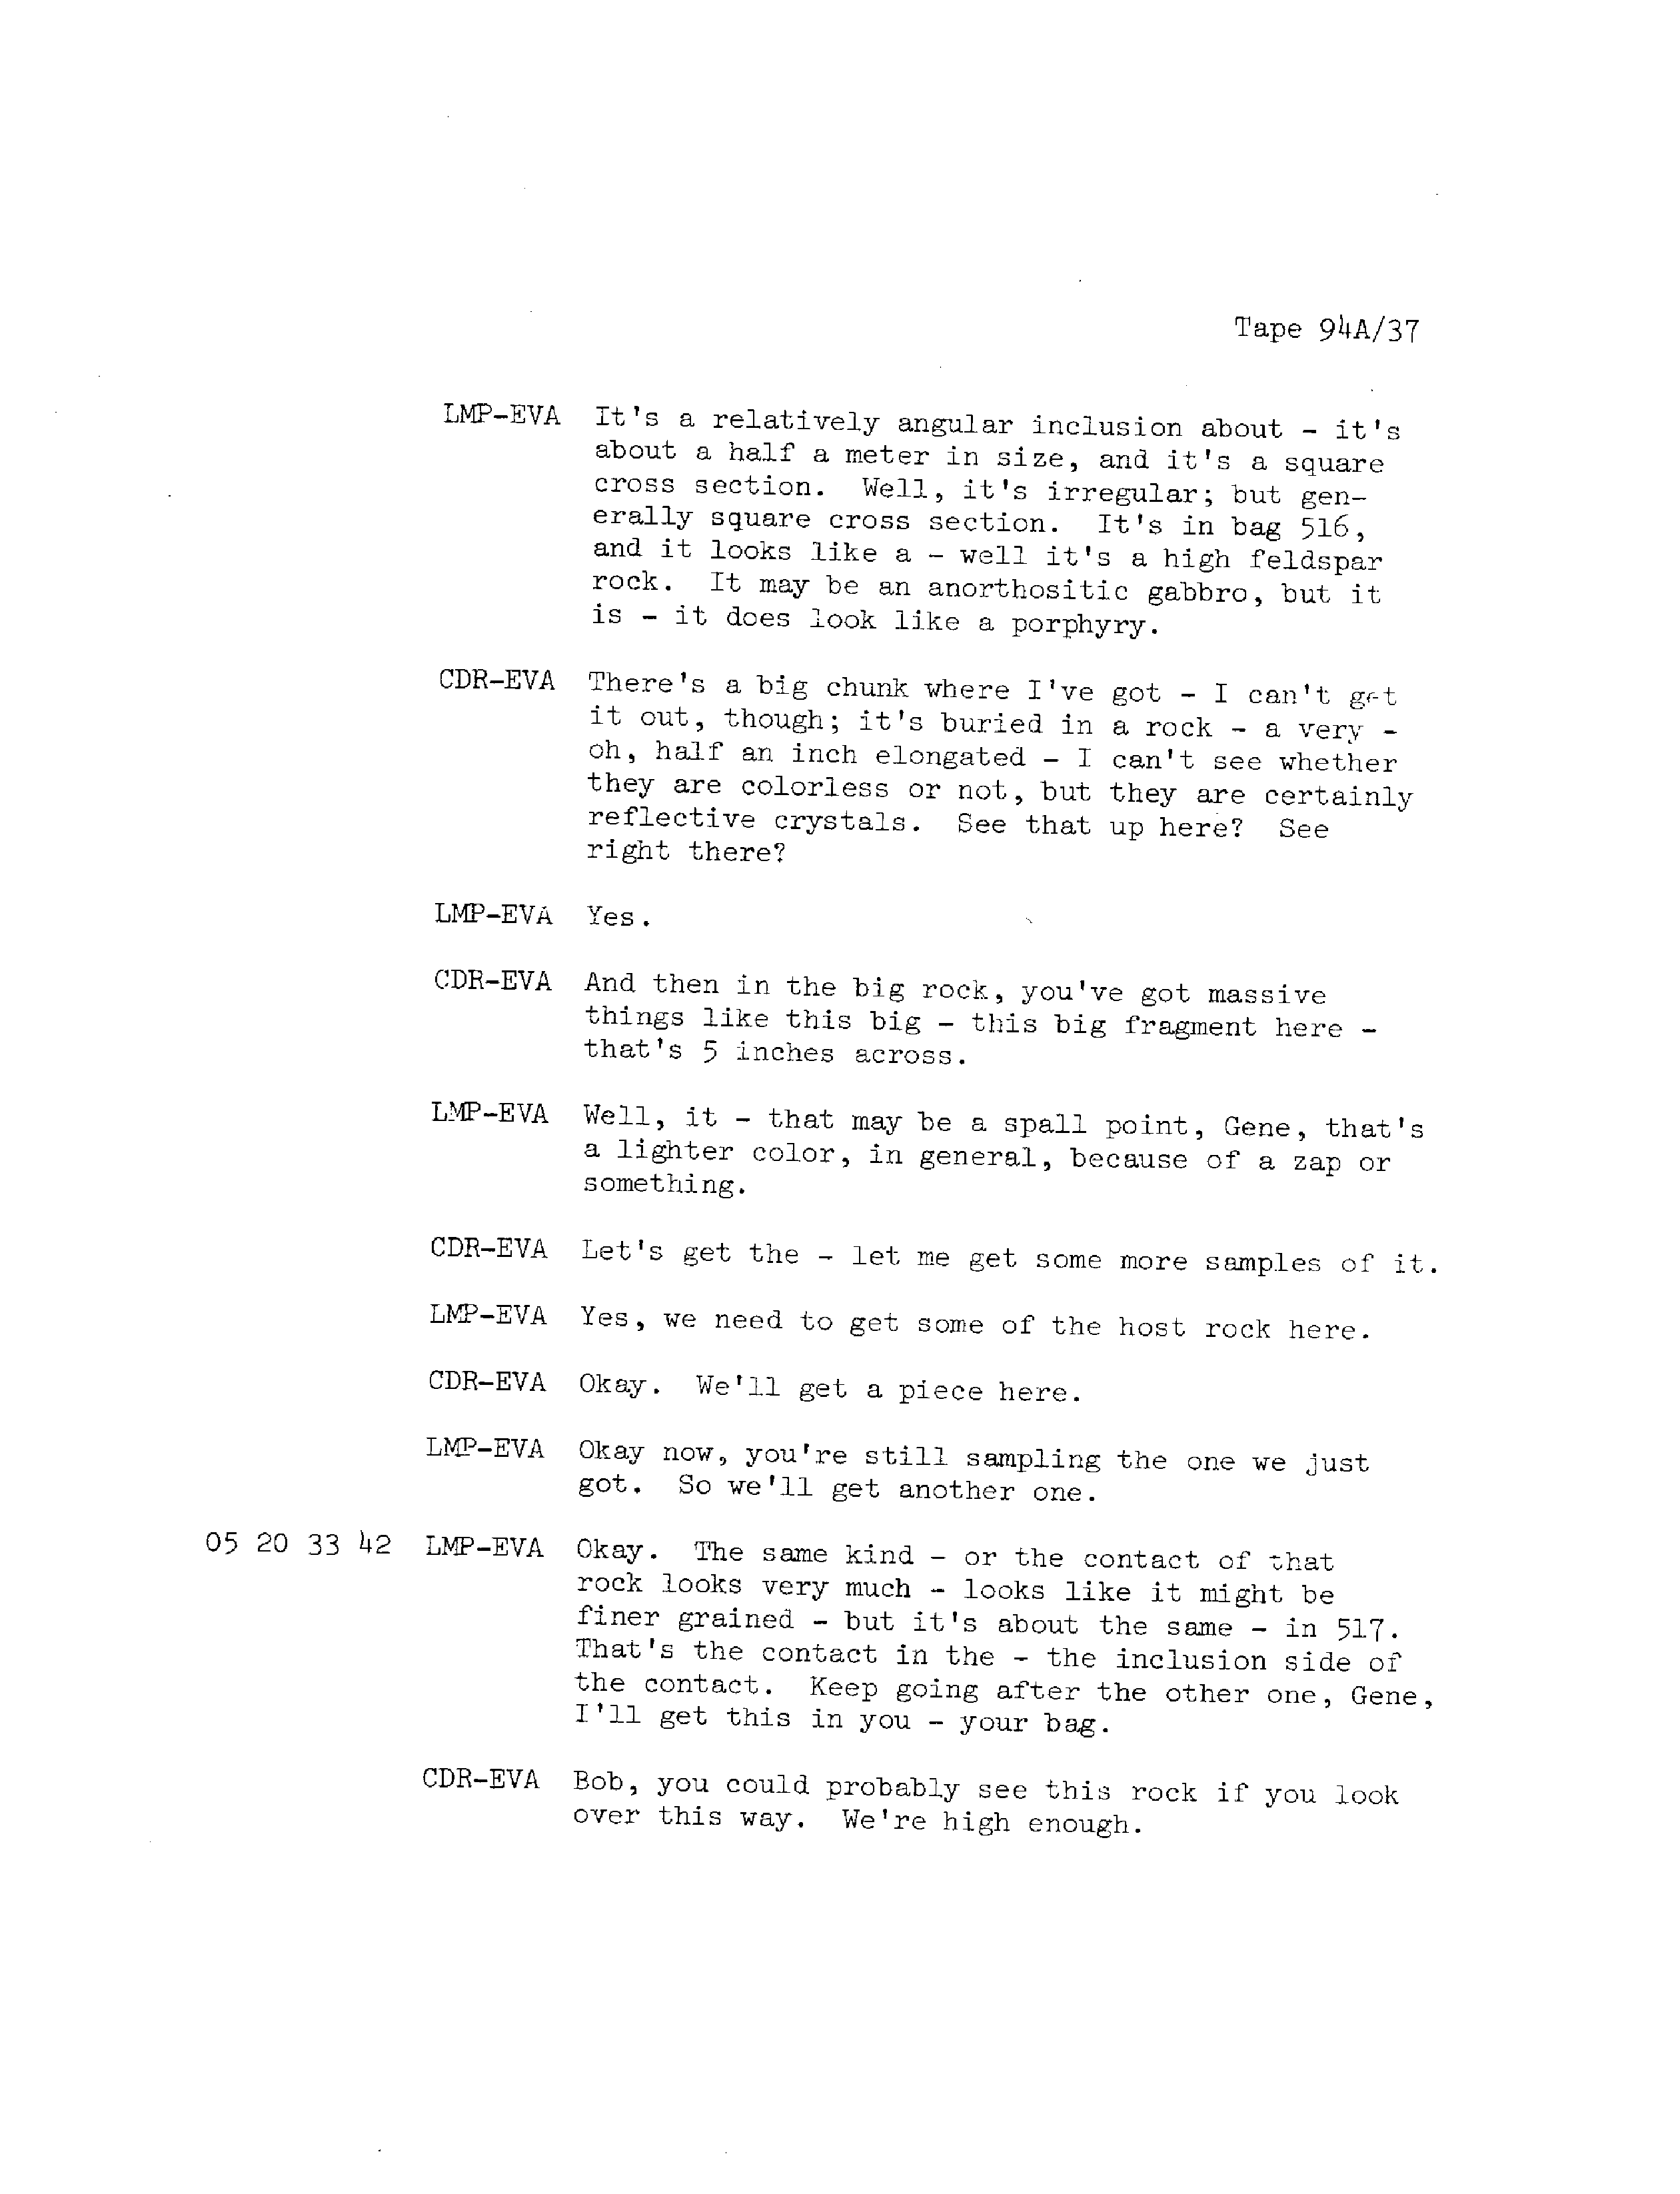 Tape 94A/37
LMP-EVA It's a relatively angular inclusion about - it's
about a half a meter in size, and it's a square
cross section. Well, it's irregular; but gen-
erally square cross section. It's in bag 516,
and it looks like a - well it's a high feldspar
rock. It may be an anorthositic gabbro, but it
is - it does look like a porphyry.
CDR-EVA There's a big chunk where I've got - I can't get
it out, though; it's buried in a rock - a very -
oh, half an inch elongated - I can't see whether
they are colorless or not, but they are certainly
reflective crystals. See that up here? See
right there?
LMP-EVA Yes.
CDR-EVA And then in the big rock, you've got massive
things like this big - this big fragment here -
that's 5 inches across.
LMP-EVA Well, it - that may be a spall point, Gene, that's
a lighter color, in general, because of a zap or
something.
CDR-EVA Let's get the - let me get some more samples of it.
LMP-EVA Yes, we need to get some of the host rock here.
CDR-EVA Okay. We'll get a piece here.
LMP-EVA Okay now, you're still sampling the one we just
got. So we'll get another one.
05 20 33 42 LMP-EVA Okay. The same kind - or the contact of that
rock looks very much - looks like it might be
finer grained - but it's about the same - in 517.
That's the contact in the - the inclusion side of
the contact. Keep going after the other one, Gene,
I'll get this in you - your bag.
CDR-EVA Bob, you could probably see this rock if you look
over this way. We're high enough.